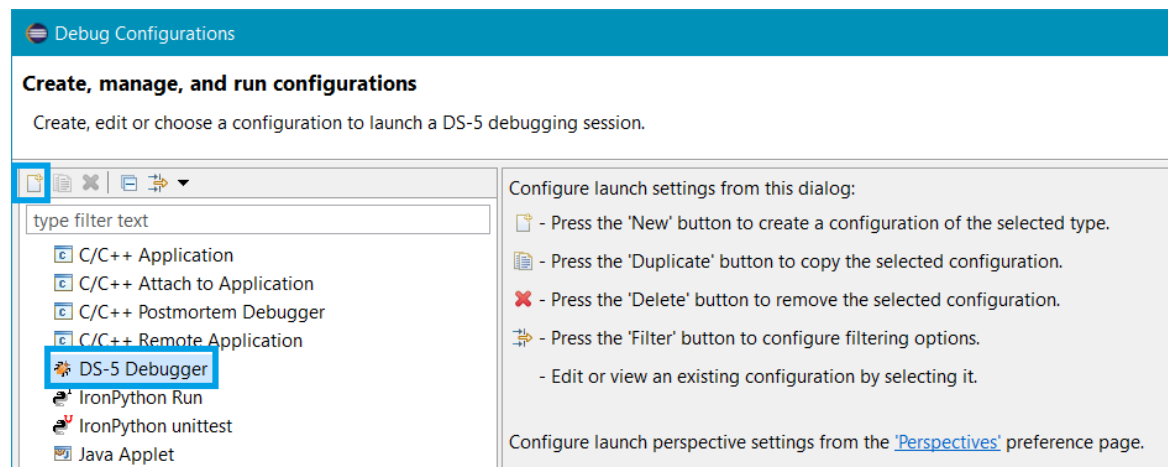 Debug Configurations
Create, manage, and run configurations
Create, edit or choose a configuration to launch a DS-5 debugging session.
type filter text
C/C++ Application
C/C++ Attach to Application
C/C++ Postmortem Debugger
C/C++ Remote Application
DS-5 Debugger
IronPython Run
IronPython unittest
Java Applet
Configure launch settings from this dialog:
- Press the 'New' button to create a configuration of the selected type.
- Press the 'Duplicate' button to copy the selected configuration.
- Press the 'Delete' button to remove the selected configuration.
- Press the 'Filter' button to configure filtering options.
- Edit or view an existing configuration by selecting it.
Configure launch perspective settings from the 'Perspectives' preference page.